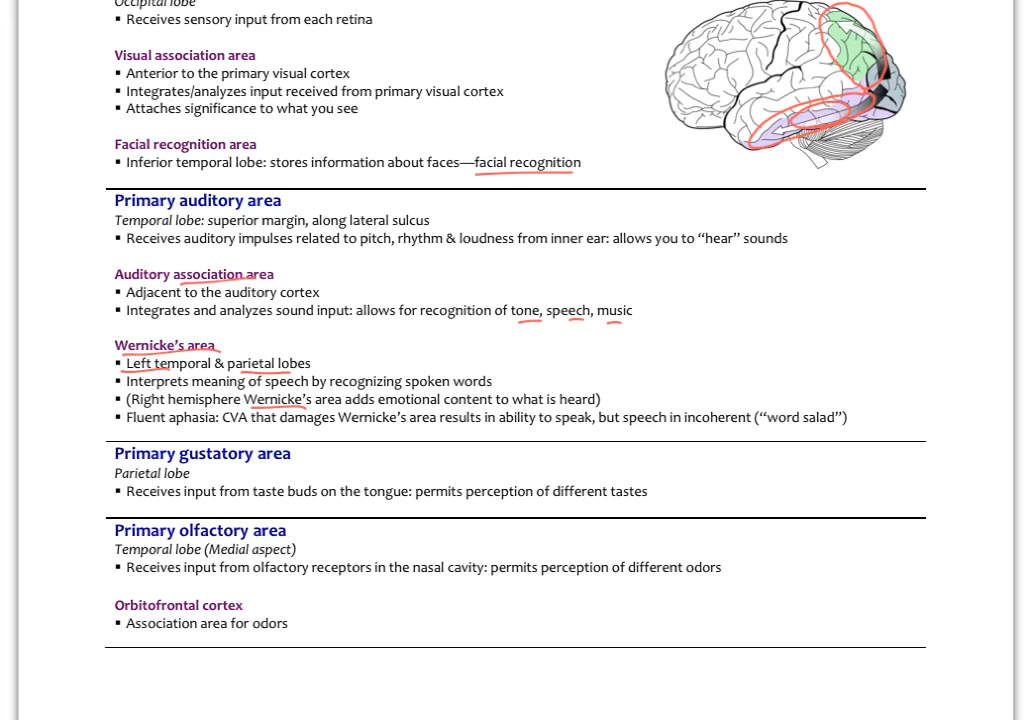 Occipital lobe
▪ Receives sensory input from each retina
Visual association area
▪ Anterior to the primary visual cortex
▪ Integrates/analyzes input received from primary visual cortex
▪ Attaches significance to what you see
Facial recognition area
▪ Inferior temporal lobe: stores information about faces—facial recognition
Primary auditory area
Temporal lobe: superior margin, along lateral sulcus
▪ Receives auditory impulses related to pitch, rhythm & loudness from inner ear: allows you to “hear” sounds
Auditory association area
▪ Adjacent to the auditory cortex
▪ Integrates and analyzes sound input: allows for recognition of tone, speech, music
Wernicke’s area
▪ Left temporal & parietal lobes
▪ Interprets meaning of speech by recognizing spoken words
▪ (Right hemisphere Wernicke’s area adds emotional content to what is heard)
▪ Fluent aphasia: CVA that damages Wernicke’s area results in ability to speak, but speech in incoherent (“word salad”)
Primary gustatory area
Parietal lobe
▪ Receives input from taste buds on the tongue: permits perception of different tastes
Primary olfactory area
Temporal lobe (Medial aspect)
▪ Receives input from olfactory receptors in the nasal cavity: permits perception of different odors
Orbitofrontal cortex
▪ Association area for odors